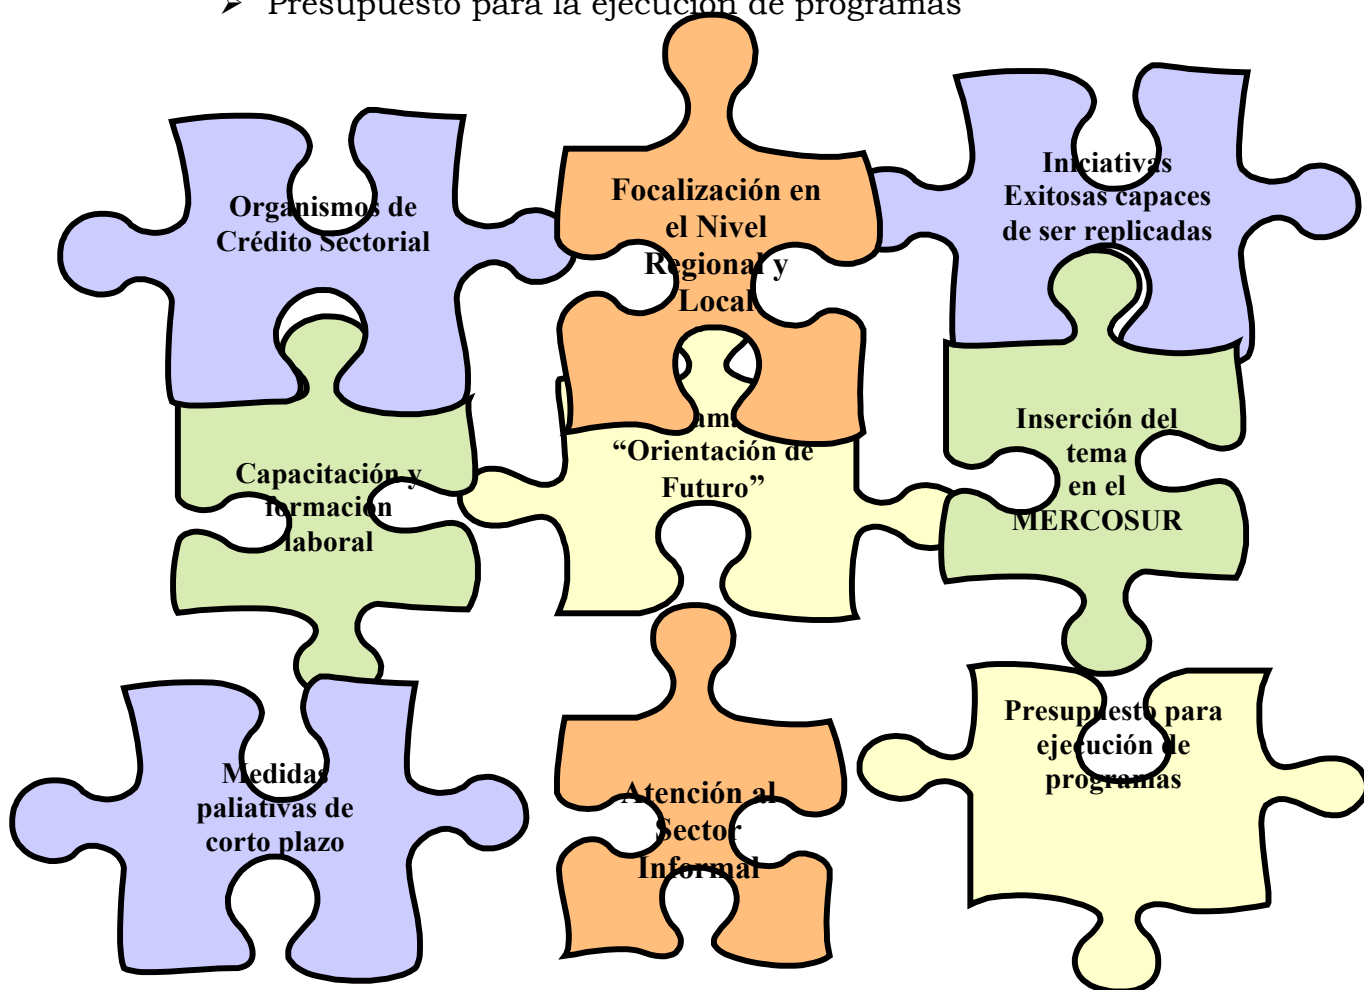 ➢ Presupuesto para la ejecución de programas
Organismos de
Crédito Sectorial
Focalización en
el Nivel
Regional y
Local
Iniciativas
Exitosas capaces
de ser replicadas
Capacitación y
formación
laboral
“Orientación de
Futuro”
Inserción del
tema
en el
MERCOSUR
Medidas
paliativas de
corto plazo
Atención al
Sector
Informal
Presupuesto para
ejecución de
programas